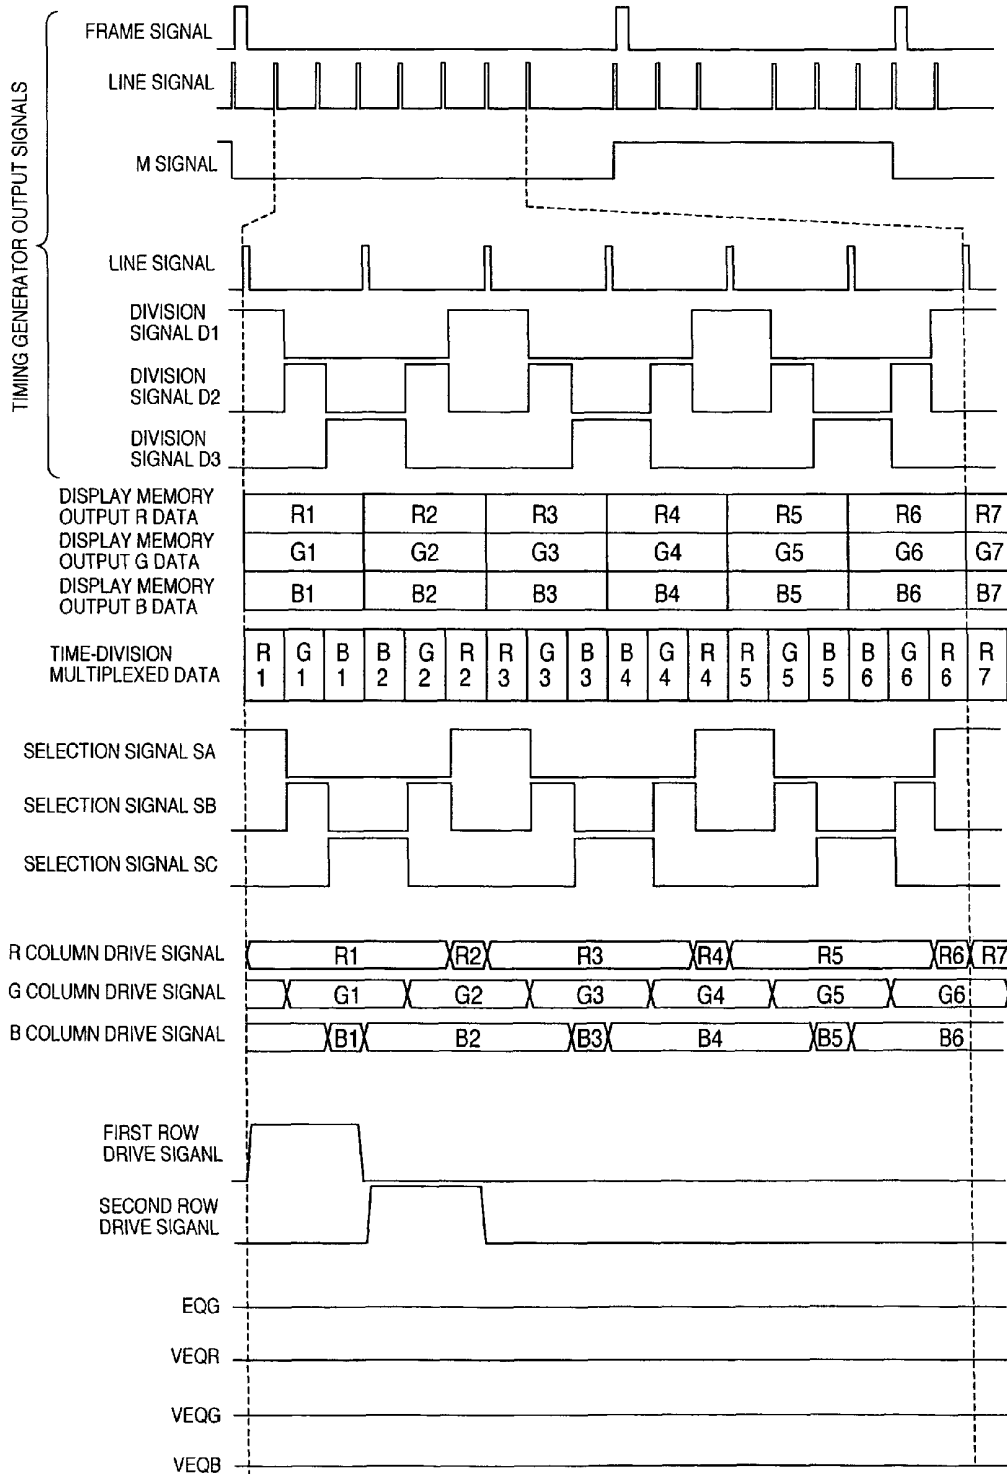 TIMING GENERATOR OUTPUT SIGNALS
FRAME SIGNAL
LINE SIGNAL
M SIGNAL
LINE SIGNAL
DIVISION
SIGNAL D1
DIVISION
SIGNAL D2
DIVISION
SIGNAL D3
DISPLAY MEMORY
OUTPUT R DATA
R1 R2 R3 R4 R5 R6 R7
DISPLAY MEMORY
OUTPUT G DATA
G1 G2 G3 G4 G5 G6 G7
DISPLAY MEMORY
OUTPUT B DATA
B1 B2 B3 B4 B5 B6 B7
TIME-DIVISION
MULTIPLEXED DATA
R G B B G R R G B B G R R G B B G R R
1 1 1 2 2 2 3 3 3 4 4 4 5 5 5 6 6 6 7
SELECTION SIGNAL SA
SELECTION SIGNAL SB
SELECTION SIGNAL SC
R COLUMN DRIVE SIGNAL R1 R2 R3 R4 R5 R6 R7
G COLUMN DRIVE SIGNAL G1 G2 G3 G4 G5 G6
B COLUMN DRIVE SIGNAL B1 B2 B3 B4 B5 B6
FIRST ROW
DRIVE SIGANL
SECOND ROW
DRIVE SIGANL
EQG
VEQR
VEQG
VEQB